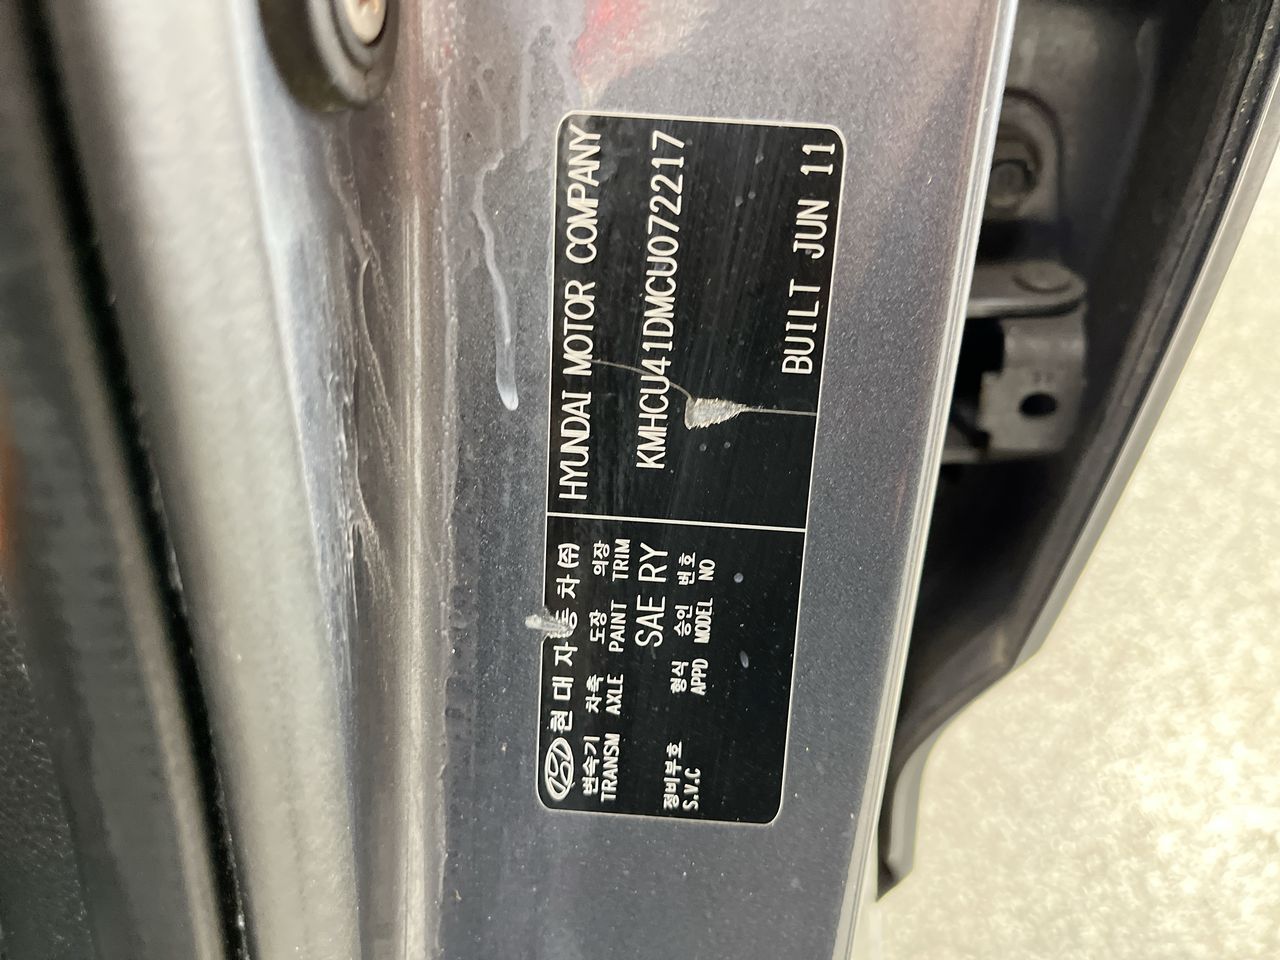 현대자동차(주)
변속기 차축 도장 의장
TRANSM AXLE PAINT TRIM
SAE RY
정비부호 형식 승인 번호
S.V.C APPD MODEL NO
HYUNDAI MOTOR COMPANY
KMHCU41DMCU072217
BUILT JUN 11